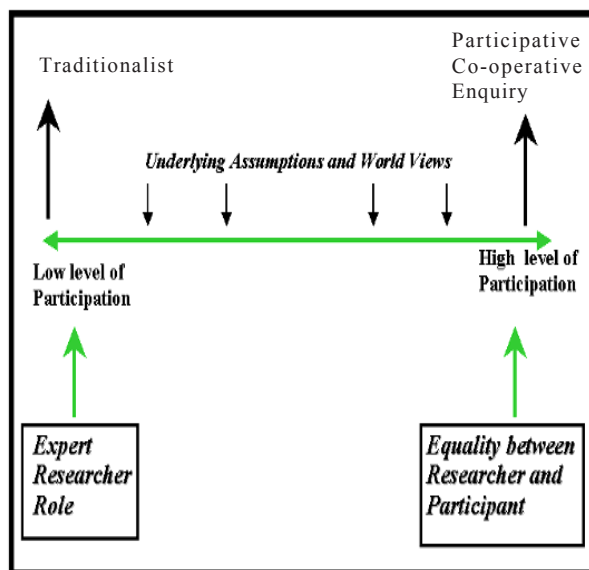 Traditionalist
Participative
Co-operative
Enquiry
Underlying Assumptions and World Views
Low level of
Participation
High level of
Participation
Expert
Researcher
Role
Equality between
Researcher and
Participant